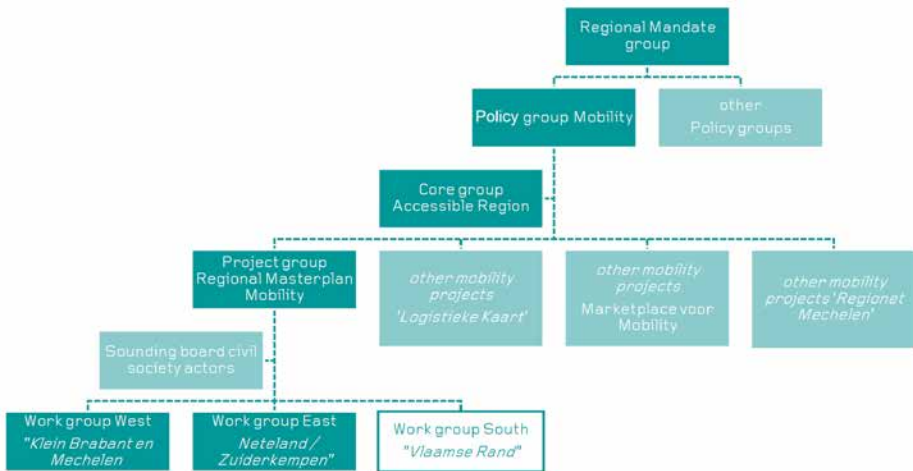 Regional Mandate
group
Policy group Mobility
other
Policy groups
Core group
Accessible Region
Project group
Regional Masterplan
Mobility
other mobility
projects
'Logistieke Kaart'
other mobility
projects
Marketplace voor
Mobility
other mobility
projects 'Regionet
Mechelen'
Sounding board civil
society actors
Work group West
"Klein Brabant en
Mechelen
Work group East
Neteland /
Zuiderkempen"
Work group South
"Vlaamse Rand"